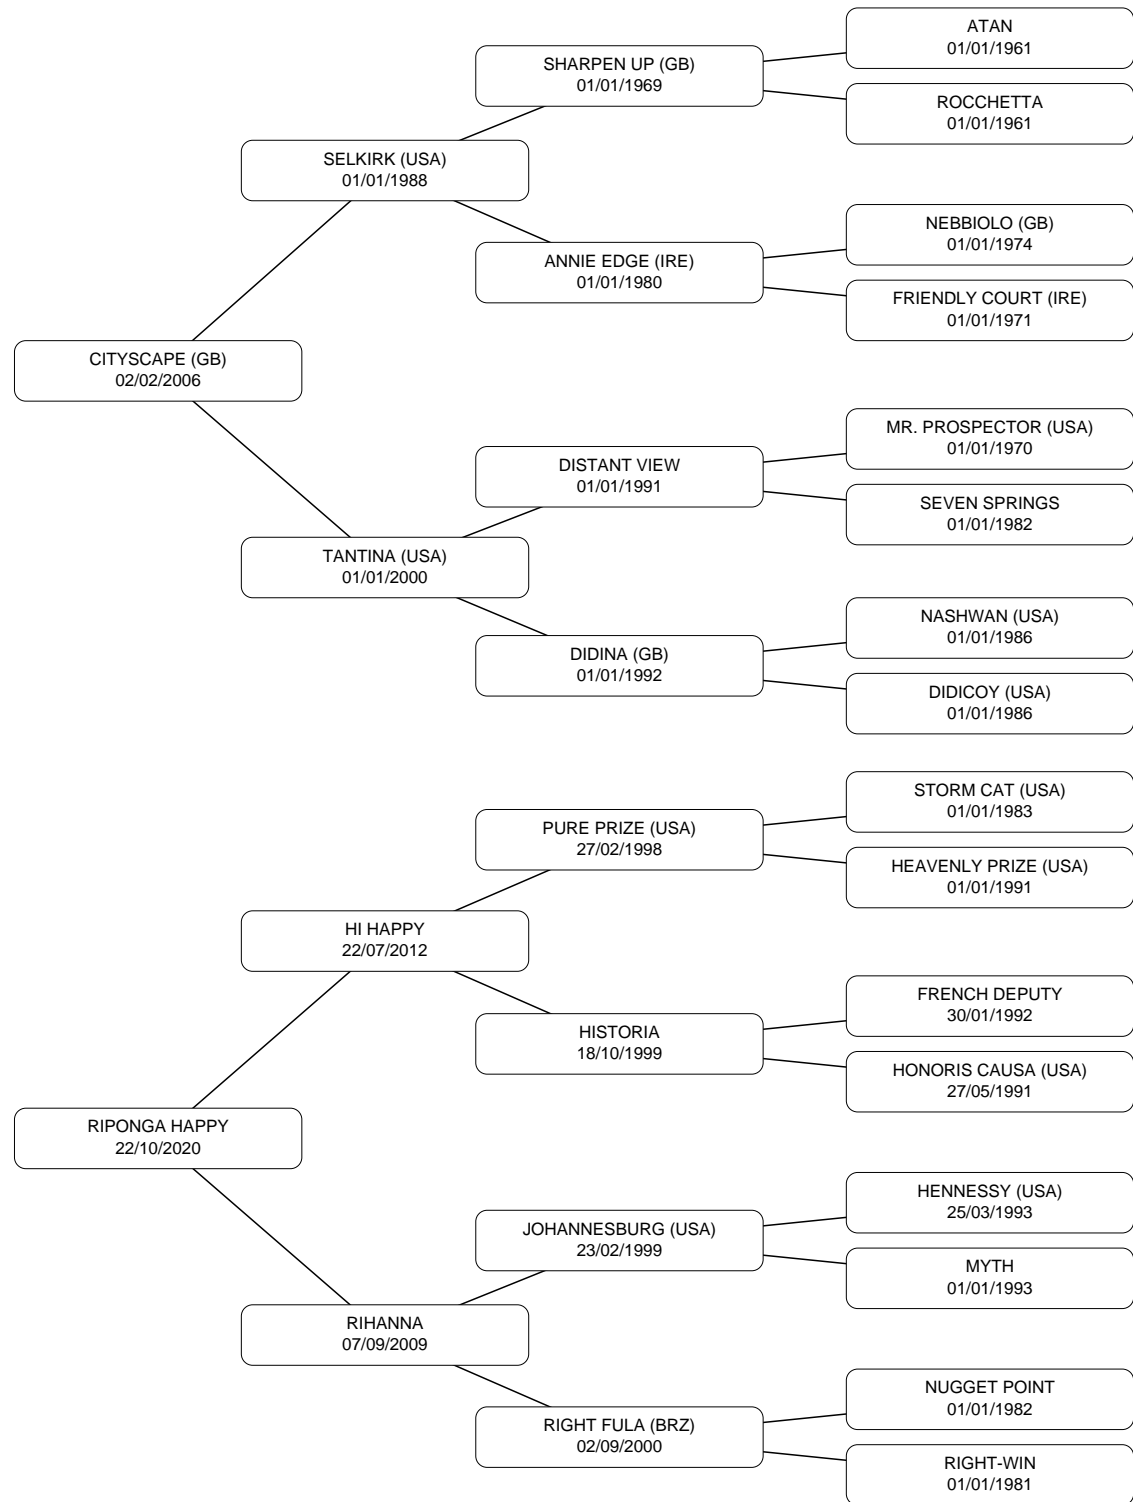 ATAN
01/01/1961
SHARPEN UP (GB)
01/01/1969
ROCCHETTA
01/01/1961
SELKIRK (USA)
01/01/1988
NEBBIOLO (GB)
01/01/1974
ANNIE EDGE (IRE)
01/01/1980
FRIENDLY COURT (IRE)
01/01/1971
CITYSCAPE (GB)
02/02/2006
MR. PROSPECTOR (USA)
01/01/1970
DISTANT VIEW
01/01/1991
SEVEN SPRINGS
01/01/1982
TANTINA (USA)
01/01/2000
NASHWAN (USA)
01/01/1986
DIDINA (GB)
01/01/1992
DIDICOY (USA)
01/01/1986
STORM CAT (USA)
01/01/1983
PURE PRIZE (USA)
27/02/1998
HEAVENLY PRIZE (USA)
01/01/1991
HI HAPPY
22/07/2012
FRENCH DEPUTY
30/01/1992
HISTORIA
18/10/1999
HONORIS CAUSA (USA)
27/05/1991
RIPONGA HAPPY
22/10/2020
HENNESSY (USA)
25/03/1993
JOHANNESBURG (USA)
23/02/1999
MYTH
01/01/1993
RIHANNA
07/09/2009
NUGGET POINT
01/01/1982
RIGHT FULA (BRZ)
02/09/2000
RIGHT-WIN
01/01/1981